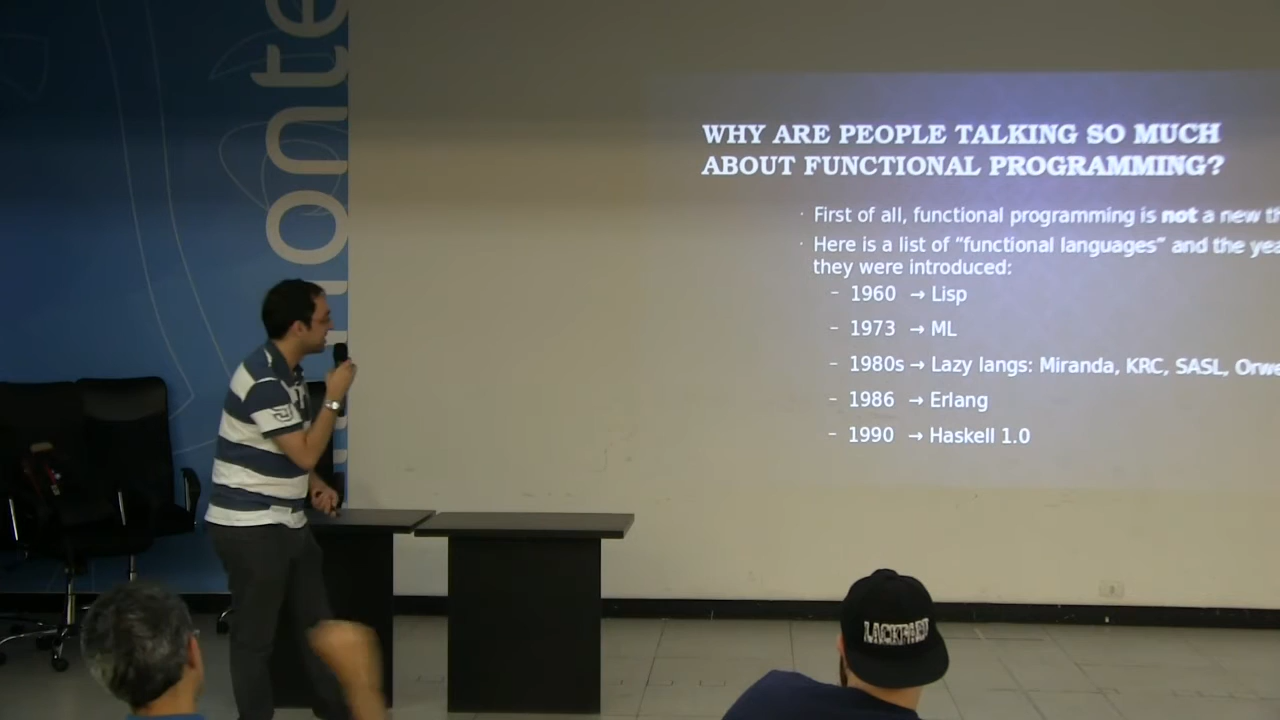 WHY ARE PEOPLE TALKING SO MUCH
ABOUT FUNCTIONAL PROGRAMMING?
· First of all, functional programming is not a new
· Here is a list of “functional languages” and the
they were introduced:
– 1960 → Lisp
– 1973 → ML
– 1980s → Lazy langs: Miranda, KRC, SASL,
– 1986 → Erlang
– 1990 → Haskell 1.0